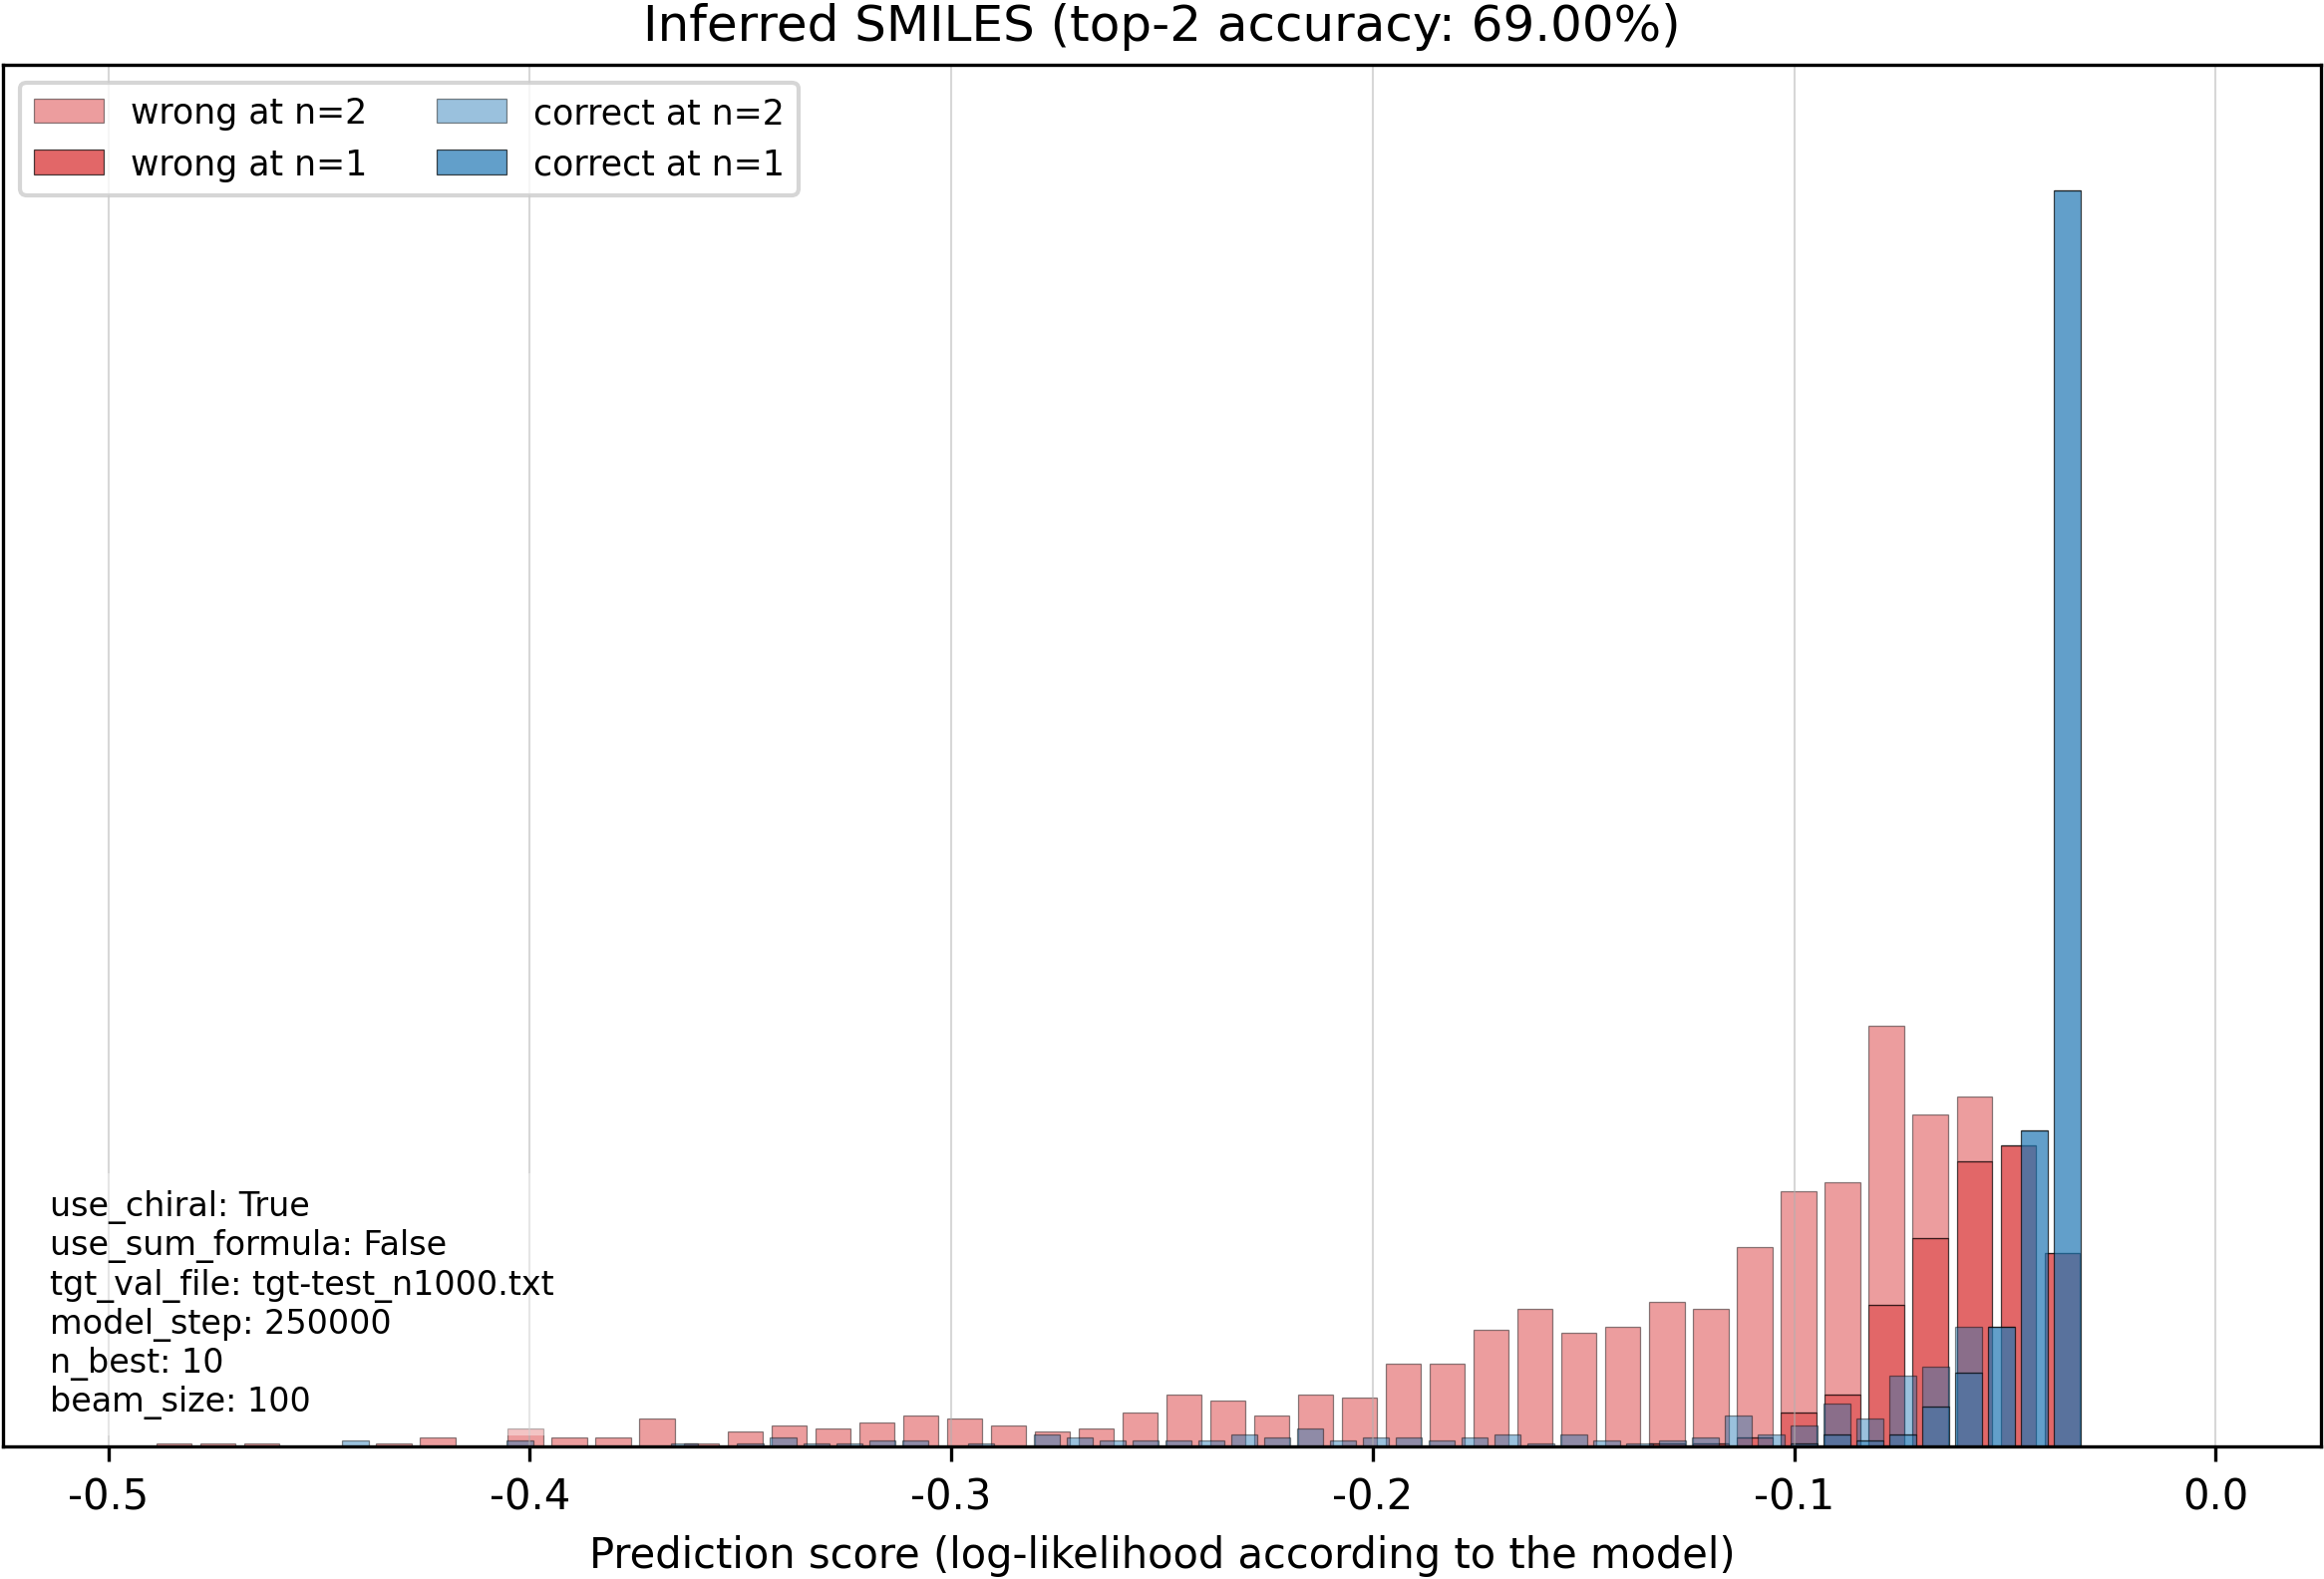 Inferred SMILES (top-2 accuracy: 69.00%)
wrong at n=2
wrong at n=1
correct at n=2
correct at n=1
use_chiral: True
use_sum_formula: False
tgt_val_file: tgt-test_n1000.txt
model_step: 250000
n_best: 10
beam_size: 100
-0.5 -0.4 -0.3 -0.2 -0.1 0.0
Prediction score (log-likelihood according to the model)